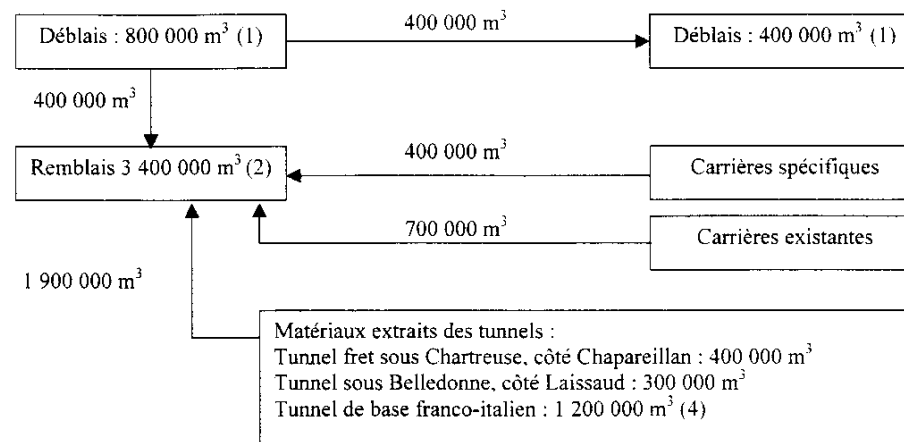 400 000 m³
Déblais : 800 000 m³ (1)
Déblais : 400 000 m³ (1)
400 000 m³
400 000 m³
Remblais 3 400 000 m³ (2)
Carrières spécifiques
700 000 m³
Carrières existantes
1 900 000 m³
Matériaux extraits des tunnels :
Tunnel fret sous Chartreuse, côté Chapareillan : 400 000 m³
Tunnel sous Belledonne, côté Laissaud : 300 000 m³
Tunnel de base franco-italien : 1 200 000 m³ (4)